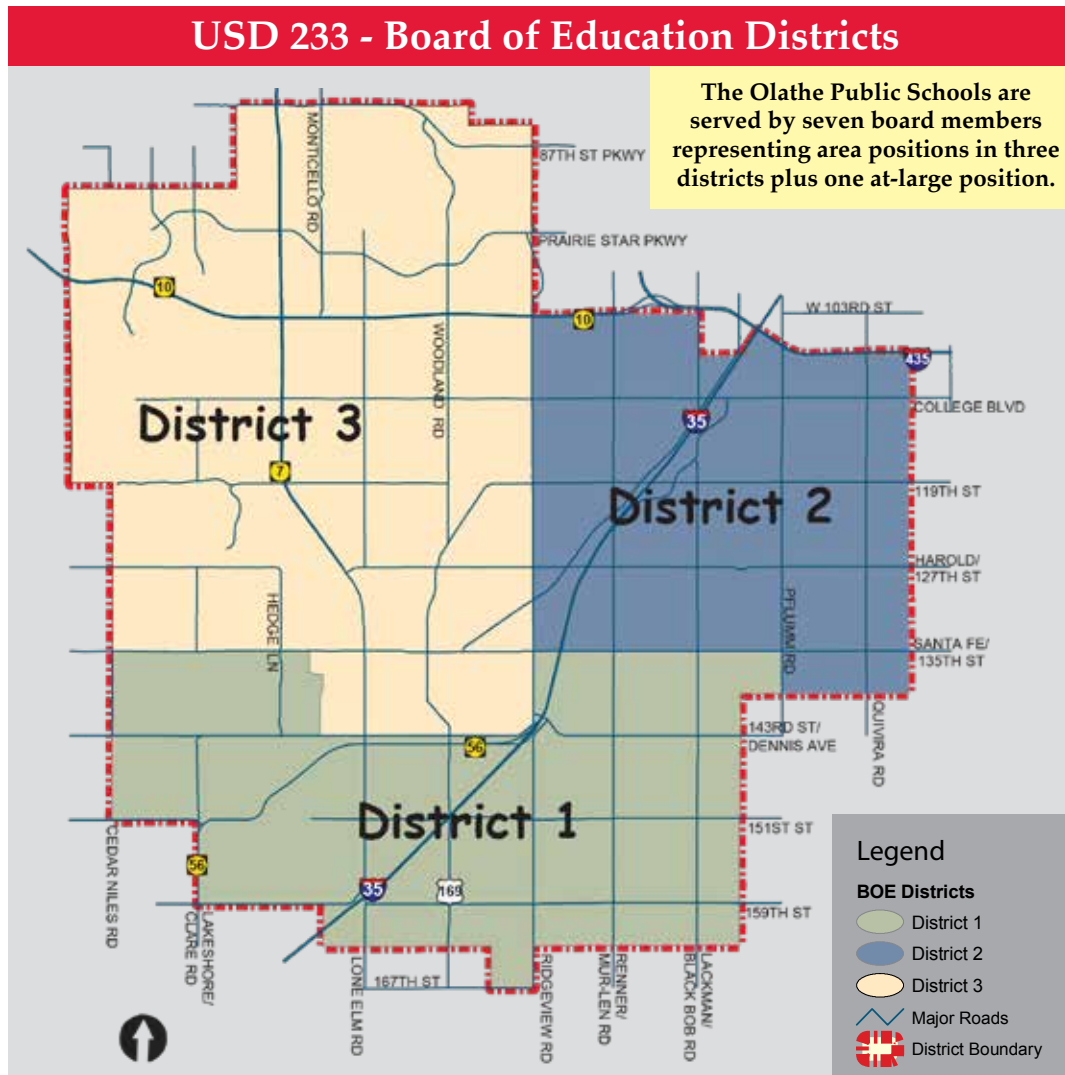 USD 233 - Board of Education Districts
The Olathe Public Schools are
served by seven board members
representing area positions in three
districts plus one at-large position.
MONTICELLO RD
87TH ST PKWY
PRAIRIE STAR PKWY
10
10
W 103RD ST
WOODLAND RD
435
COLLEGE BLVD
District 3
35
7
119TH ST
District 2
HAROLD/
127TH ST
HEDGE LN
PFLUMM RD
SANTA FE/
135TH ST
QUIVIRA RD
143RD ST/
DENNIS AVE
56
District 1
151ST ST
CEDAR NILES RD
56
35
169
159TH ST
LAKESHORE/
CLARE RD
LONE ELM RD
167TH ST
RIDGEVIEW RD
RENNER/
MUR-LEN RD
LACKMAN/
BLACK BOB RD
Legend
BOE Districts
District 1
District 2
District 3
Major Roads
District Boundary